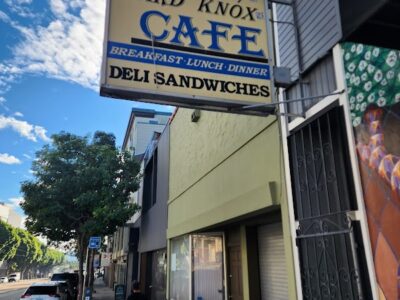 KNOX
CAFE
BREAKFAST · LUNCH · DINNER
DELI SANDWICHES